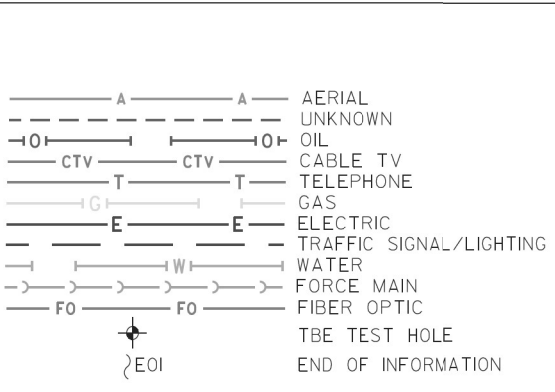 A A AERIAL
UNKNOWN
O O OIL
CTV CTV CABLE TV
T T TELEPHONE
G GAS
E E ELECTRIC
TRAFFIC SIGNAL/LIGHTING
W WATER
FORCE MAIN
FO FO FIBER OPTIC
TBE TEST HOLE
EOI END OF INFORMATION